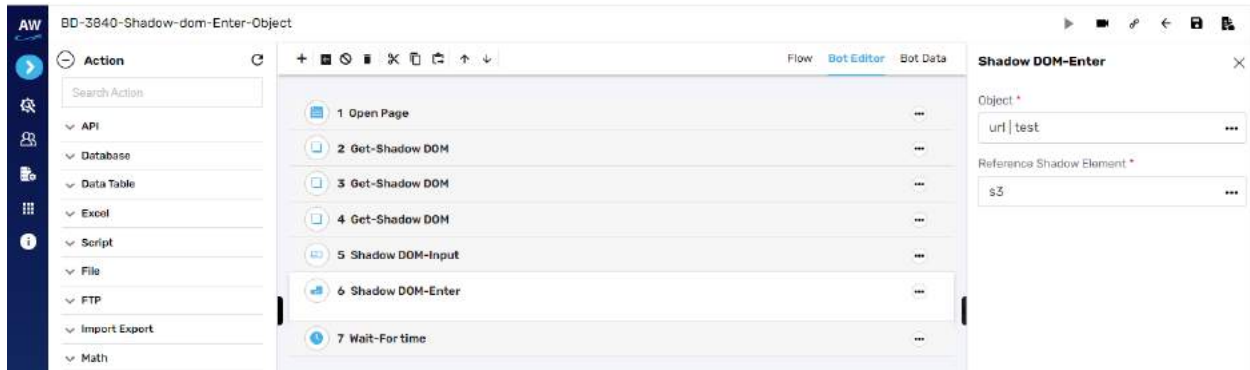 AW
BD-3840-Shadow-dom-Enter-Object
Action
Search Action
API
Database
Data Table
Excel
Script
File
FTP
Import Export
Math
Flow Bot Editor Bot Data
1 Open Page
2 Get-Shadow DOM
3 Get-Shadow DOM
4 Get-Shadow DOM
5 Shadow DOM-Input
6 Shadow DOM-Enter
7 Wait-For time
Shadow DOM-Enter
Object *
url | test
Reference Shadow Element *
s3